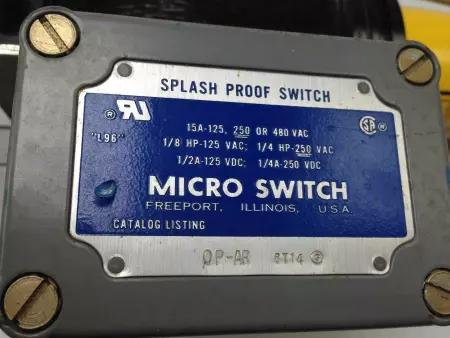 SPLASH PROOF SWITCH
15A-125, 250 OR 480 VAC
"L96"
1/8 HP-125 VAC; 1/4 HP-250 VAC
1/2A-125 VDC; 1/4A-250 VDC
MICRO SWITCH
FREEPORT, ILLINOIS, U.S.A.
CATALOG LISTING
OP-AR 6T14